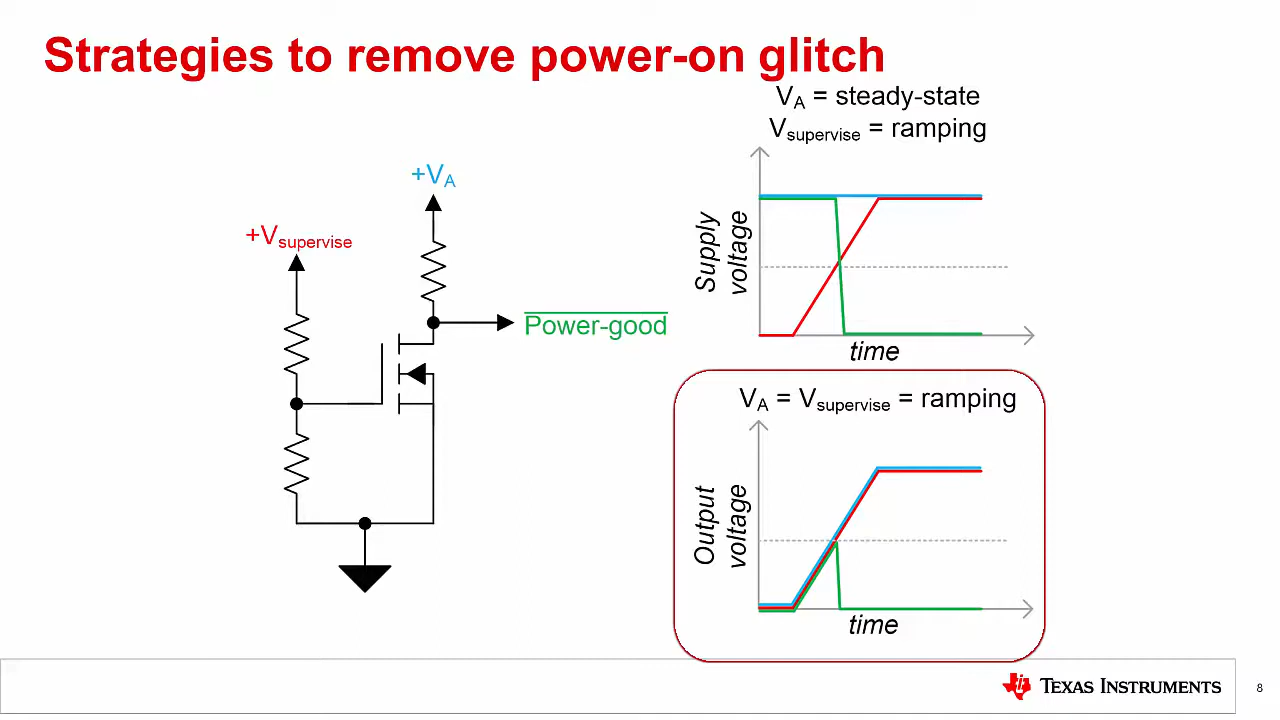 Strategies to remove power-on glitch
VA = steady-state
Vsupervise = ramping
+VA
+Vsupervise
Power-good
Supply
voltage
time
VA = Vsupervise = ramping
Output
voltage
time
TEXAS INSTRUMENTS
8